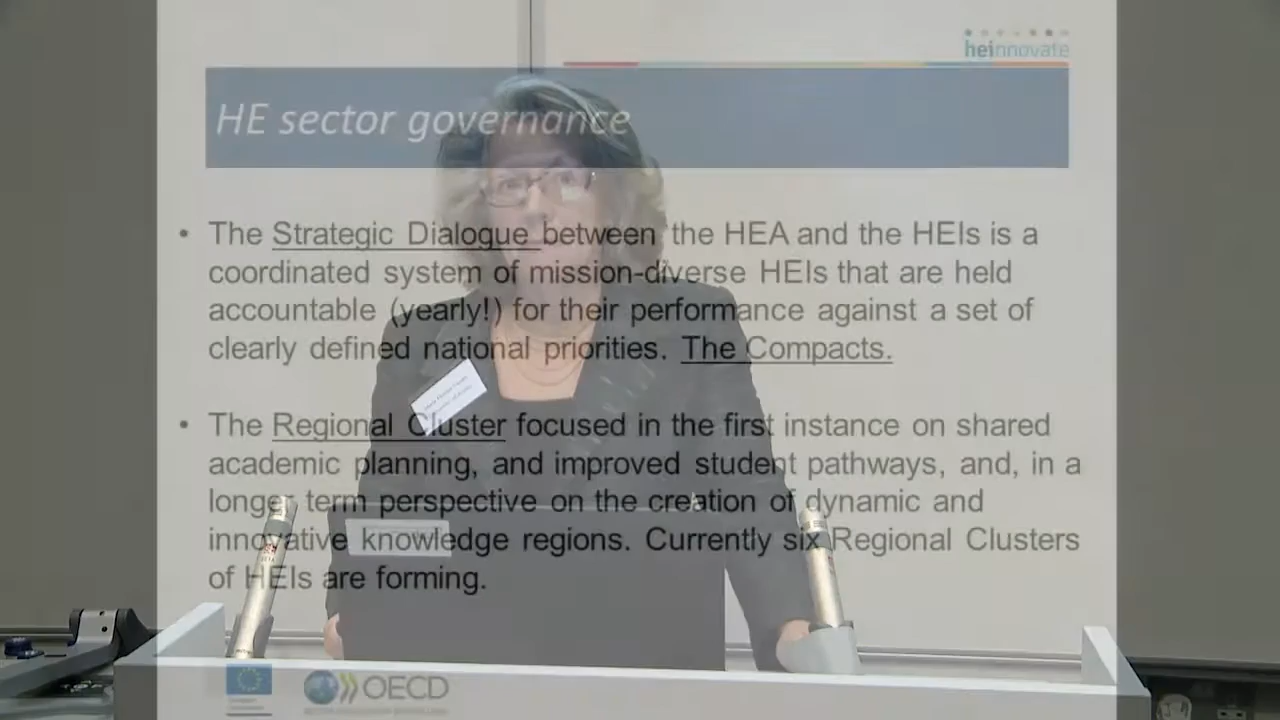 heinnovate
HE sector governance
• The Strategic Dialogue between the HEA and the HEIs is a
coordinated system of mission-diverse HEIs that are held
accountable (yearly!) for their performance against a set of
clearly defined national priorities. The Compacts.
• The Regional Cluster focused in the first instance on shared
academic planning, and improved student pathways, and, in a
longer term perspective on the creation of dynamic and
innovative knowledge regions. Currently six Regional Clusters
of HEIs are forming.
OECD